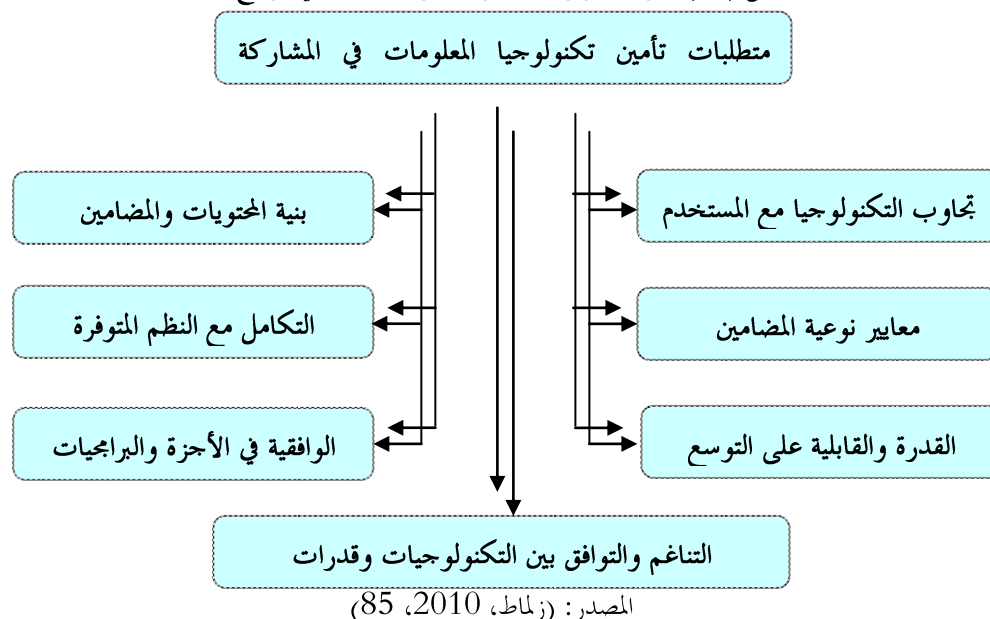 متطلبات تأمين تكنولوجيا المعلومات في المشاركة
تجاوب التكنولوجيا مع المستخدم
بنية المحتويات والمضامين
معايير نوعية المضامين
التكامل مع النظم المتوفرة
القدرة والقابلية على التوسع
الوافقية في الأجزة والبرامجيات
التناغم والتوافق بين التكنولوجيات وقدرات
المصدر: (زلماط، 2010، 85)